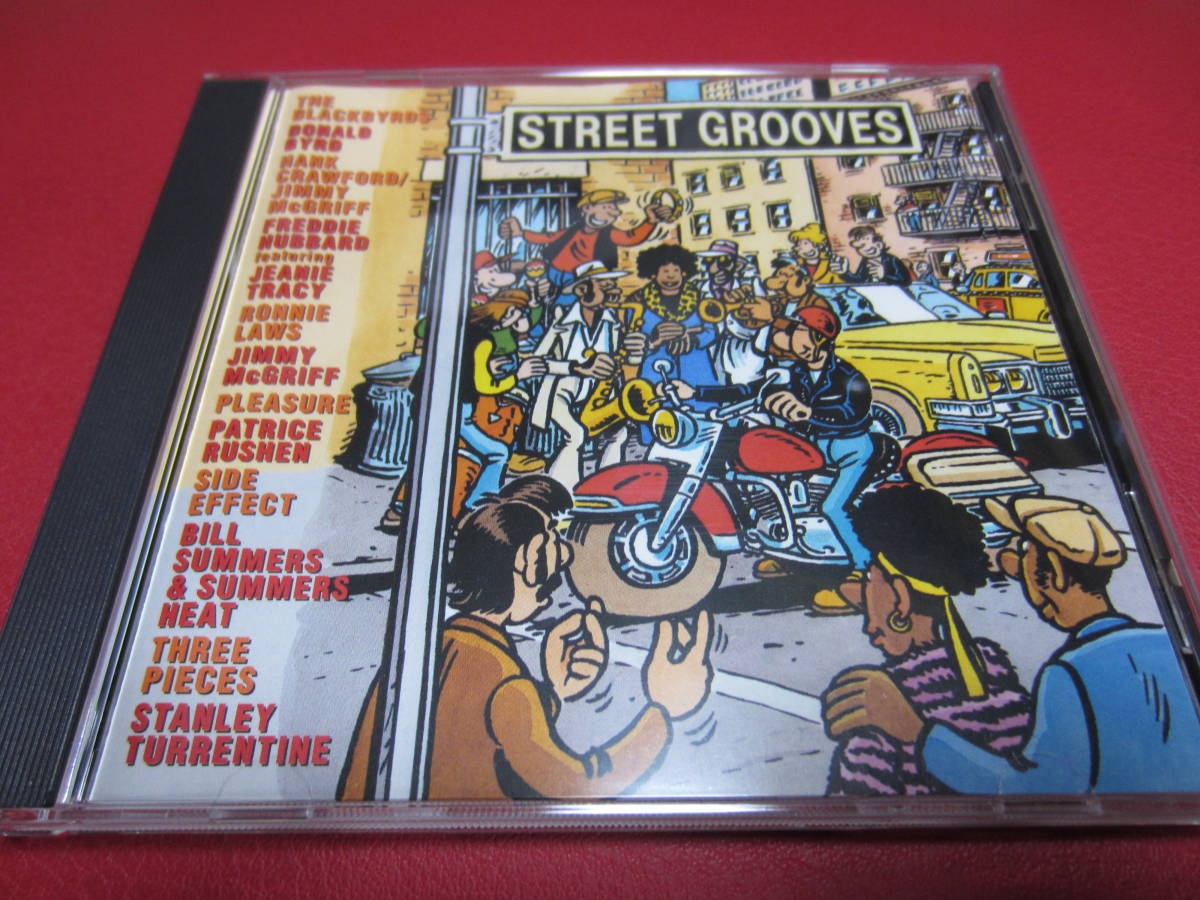 STREET GROOVES
THE
BLACKBYRDS
DONALD
BYRD
HANK
CRAWFORD/
JIMMY
McGRIFF
FREDDIE
HUBBARD
featuring
JEANIE
TRACY
RONNIE
LAWS
JIMMY
McGRIFF
PLEASURE
PATRICE
RUSHEN
SIDE
EFFECT
BILL
SUMMERS
& SUMMERS
HEAT
THREE
PIECES
STANLEY
TURRENTINE